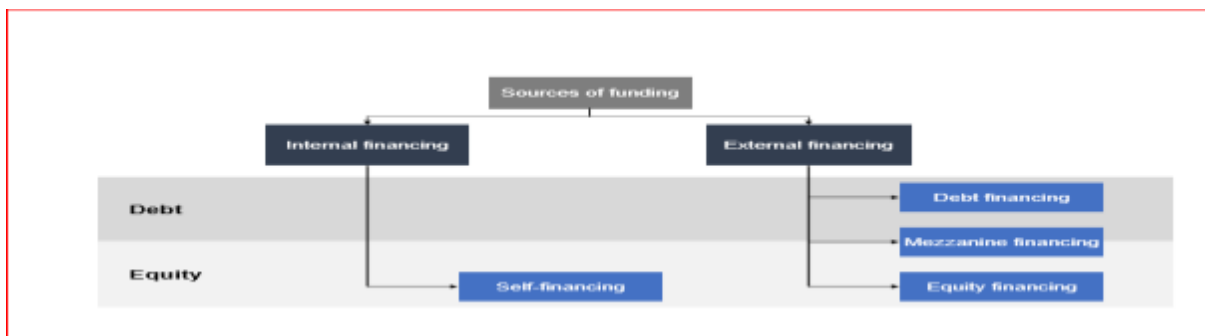 Sources of funding
Internal financing
External financing
Debt
Debt financing
Mezzanine financing
Equity
Self-financing
Equity financing